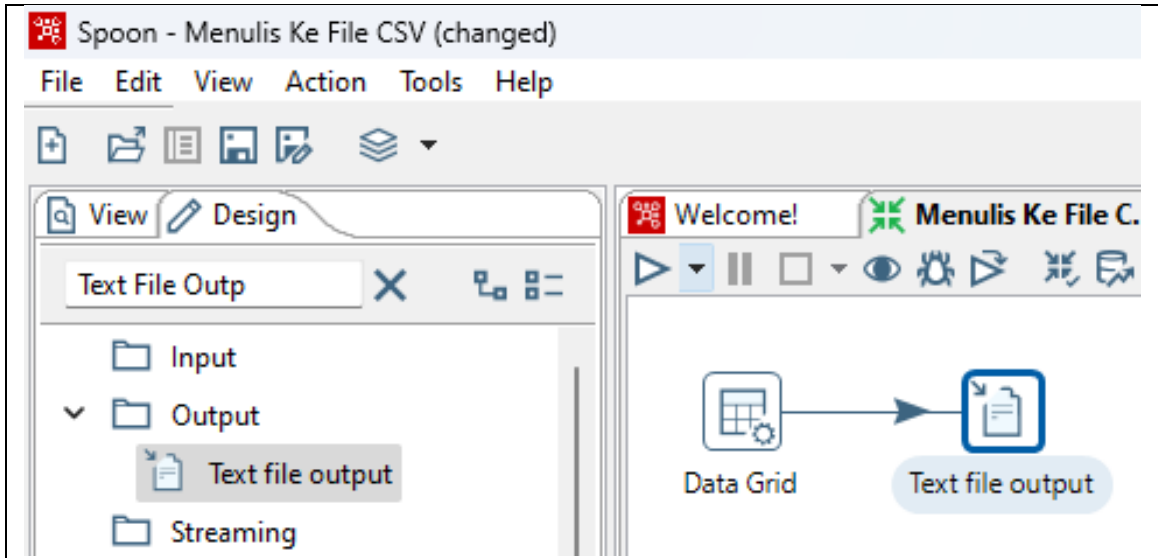 Spoon - Menulis Ke File CSV (changed)
File Edit View Action Tools Help
View Design
Welcome! Menulis Ke File C.
Text File Outp
Input
Output
Text file output
Streaming
Data Grid Text file output